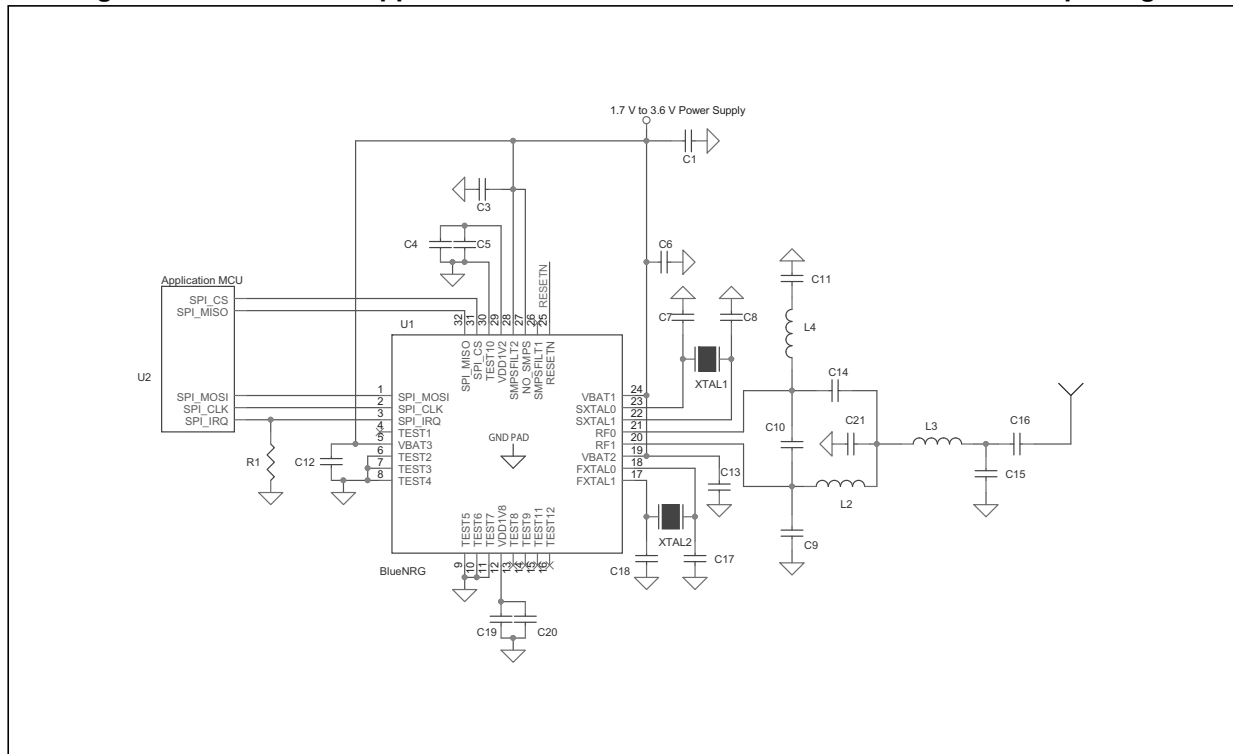 1.7 V to 3.6 V Power Supply
C1
C3
C4
C5
C6
RESETN
C11
Application MCU
SPI_CS
SPI_MISO
U1
32
31
30
29
28
27
26
25
C7
C8
L4
SPI_MISO
SPI_CS
TEST10
VDD1V2
SMPSFILT2
NO_SMPS
SMPSFILT1
RESETN
XTAL1
C14
U2
SPI_MOSI
SPI_CLK
SPI_IRQ
1
2
3
4
5
6
7
8
SPI_MOSI
SPI_CLK
SPI_IRQ
TEST1
VBAT3
TEST2
TEST3
TEST4
GND PAD
VBAT1
SXTAL0
SXTAL1
RF0
RF1
VBAT2
FXTAL0
FXTAL1
24
23
22
21
20
19
18
17
C10
C21
L3
C16
R1
C12
C13
C15
L2
XTAL2
C9
TEST5
TEST6
TEST7
VDD1V8
TEST8
TEST9
TEST11
TEST12
BlueNRG
9
10
11
12
13
14
15
16
C18
C17
C19
C20